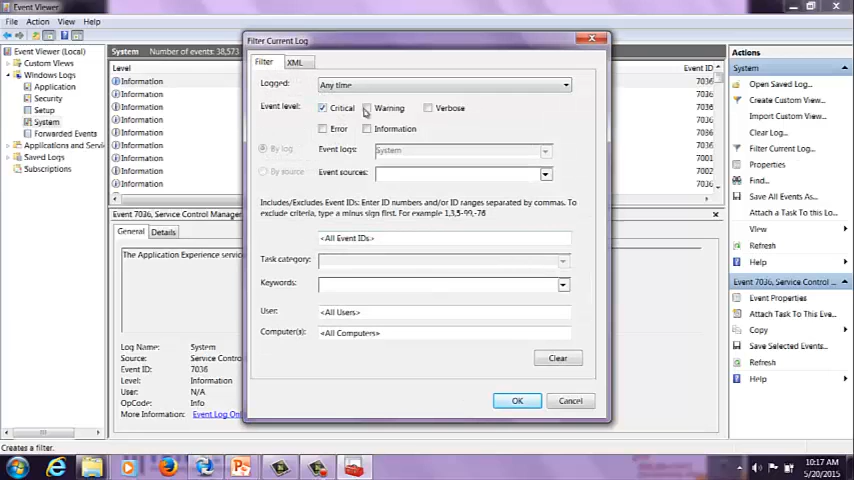 Event Viewer
File Action View Help
Event Viewer (Local)
Custom Views
Windows Logs
Application
Security
Setup
System
Forwarded Events
Applications and Servic
Saved Logs
Subscriptions
System Number of events: 38,573
Level Event ID
Information 7036
Information 7036
Information 7036
Information 7036
Information 7036
Information 7036
Information 7036
Information 7036
Event 7036, Service Control Manager
General Details
The Application Experience servic
Log Name: System
Source: Service Control
Event ID: 7036
Level: Information
User: N/A
OpCode: Info
More Information: Event Log Onl
Filter Current Log
Filter XML
Logged: Any time
Event level: Critical Warning Verbose
Error Information
By log Event logs: System
By source Event sources:
Includes/Excludes Event IDs: Enter ID numbers and/or ID ranges separated by commas. To
exclude criteria, type a minus sign first. For example 1,3,5-99,-76
<All Event IDs>
Task category:
Keywords:
User: <All Users>
Computer(s): <All Computers>
Clear
OK Cancel
Actions
System
Open Saved Log...
Create Custom View...
Import Custom View...
Clear Log...
Filter Current Log...
Properties
Find...
Save All Events As...
Attach a Task To this Lo...
View
Refresh
Help
Event 7036, Service Control ...
Event Properties
Attach Task To This Eve...
Copy
Save Selected Events...
Refresh
Help
Creates a filter.
10:17 AM
5/20/2015